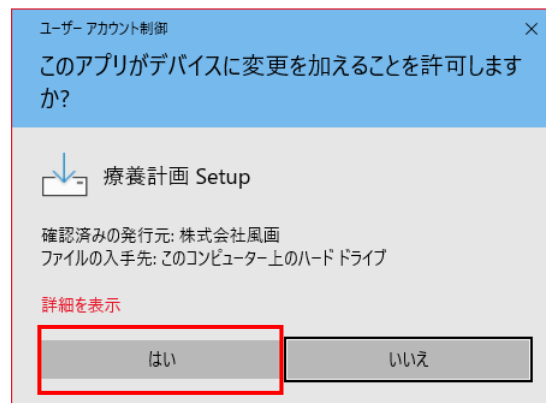 ユーザー アカウント制御
このアプリがデバイスに変更を加えることを許可します
か?
療養計画 Setup
確認済みの発行元: 株式会社風画
ファイルの入手先: このコンピューター上のハード ドライブ
詳細を表示
はい
いいえ